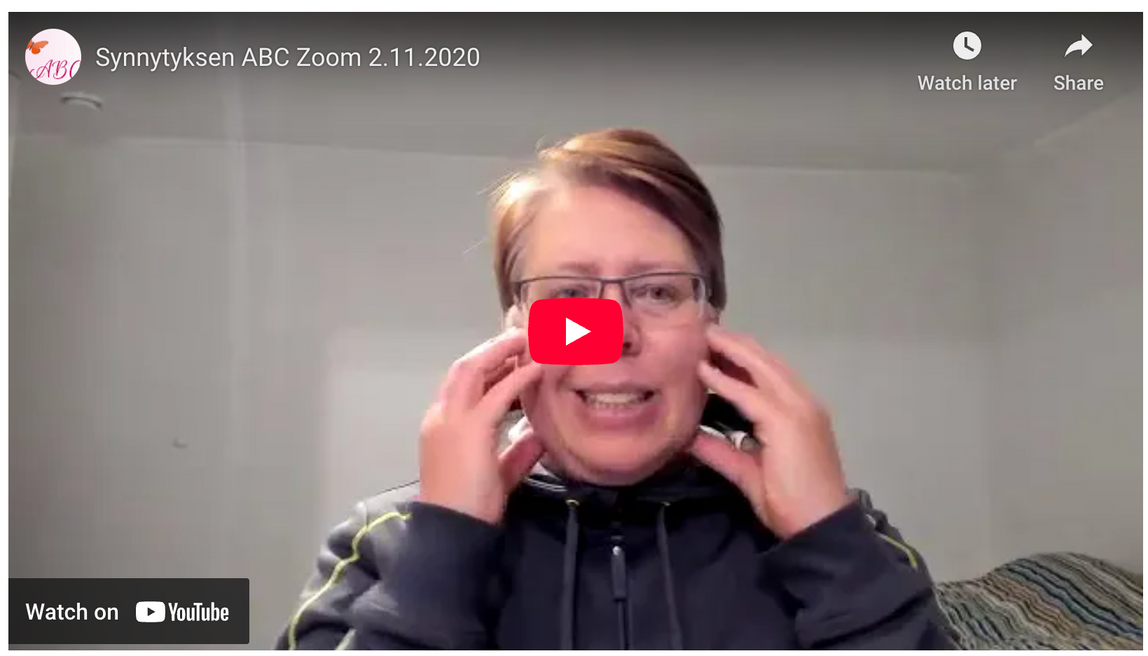 ABC
Synnytyksen ABC Zoom 2.11.2020
Watch later
Share
Watch on YouTube